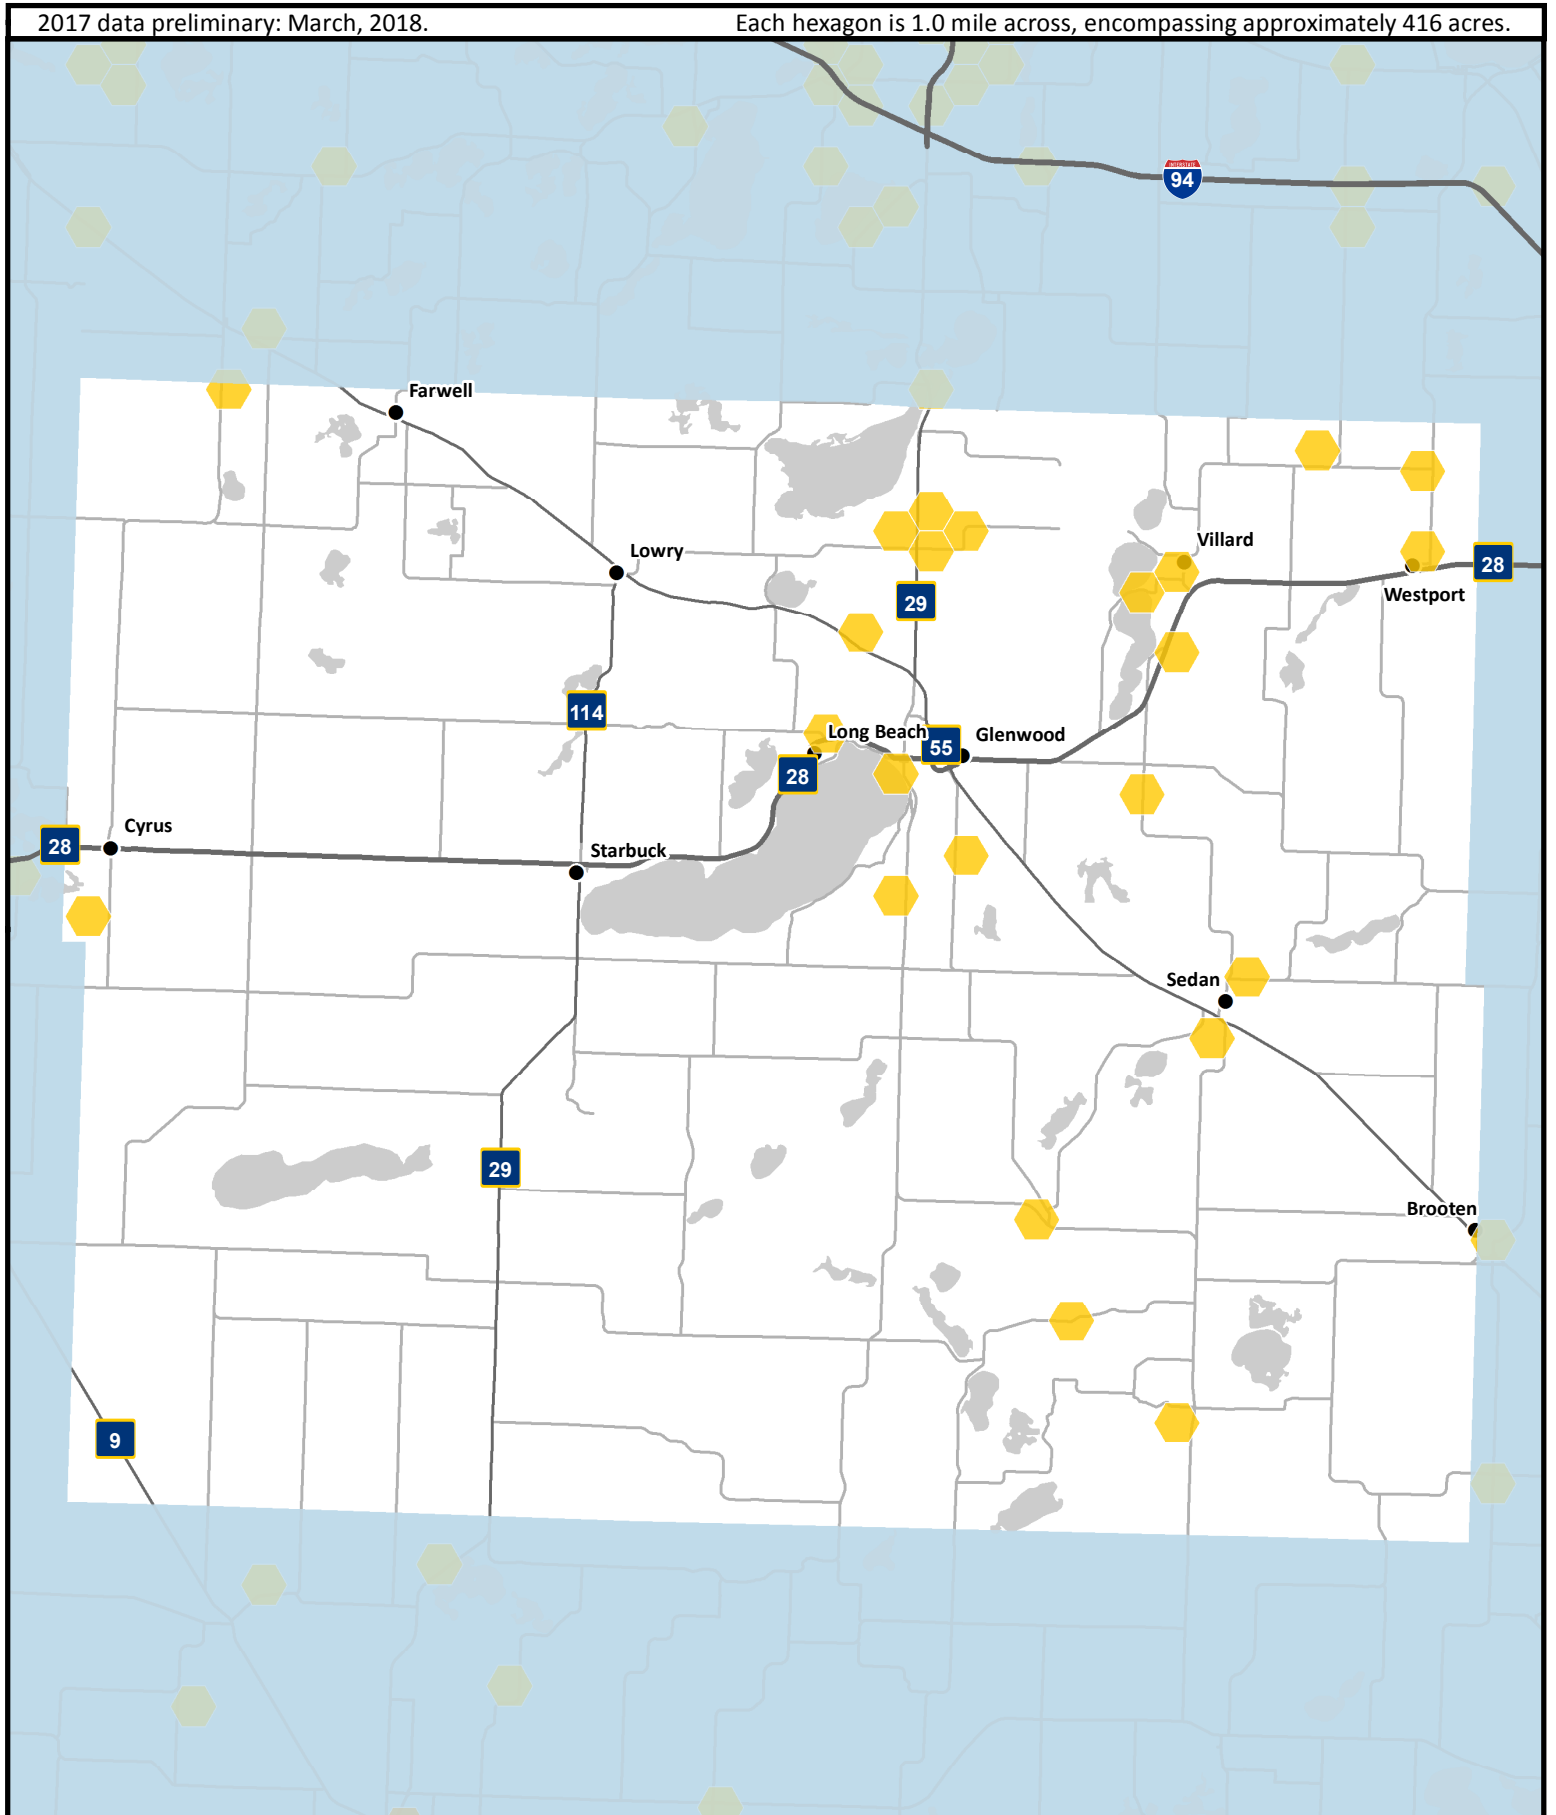 2017 data preliminary: March, 2018.
Each hexagon is 1.0 mile across, encompassing approximately 416 acres.
INTERSTATE
94
Farwell
Villard
Lowry
28
Westport
29
114
Long Beach
55
Glenwood
28
Cyrus
28
Starbuck
Sedan
29
Brooten
9